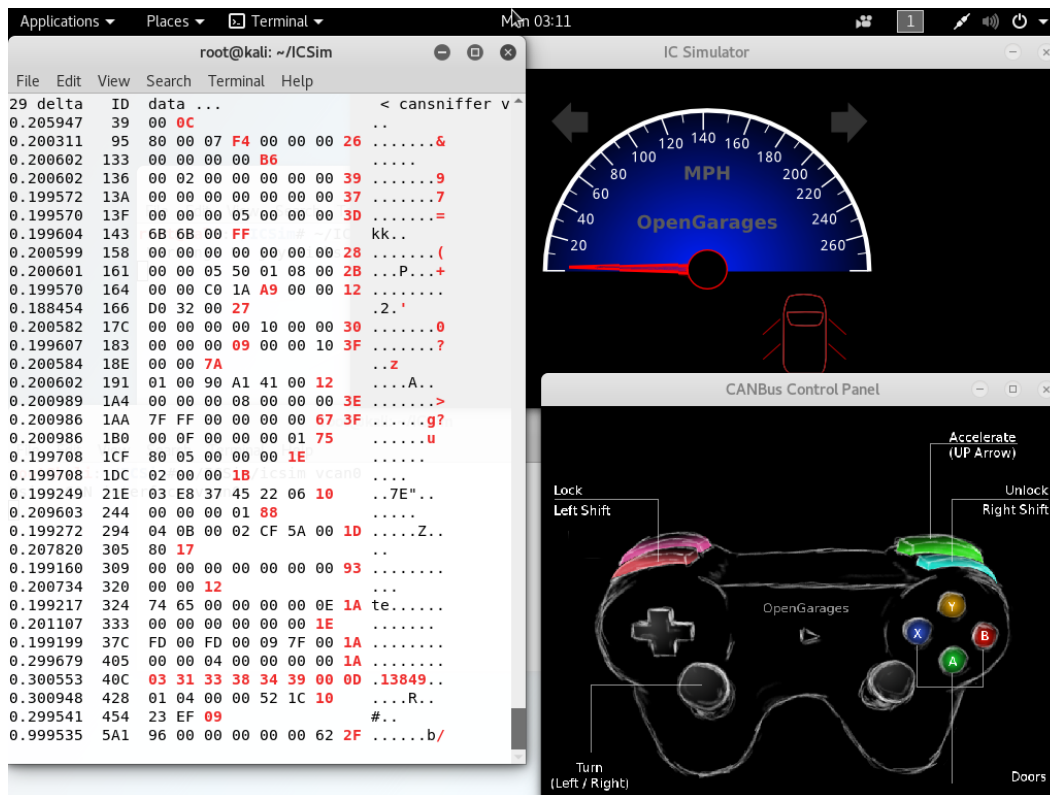 Applications Places Terminal Mon 03:11 1
root@kali: ~/ICSim
File Edit View Search Terminal Help
29 delta ID data ... < cansniffer v
0.205947 39 00 0C ..
0.200311 95 80 00 07 F4 00 00 00 26 .......&
0.200602 133 00 00 00 00 B6 .....
0.200602 136 00 02 00 00 00 00 00 39 .......9
0.199572 13A 00 00 00 00 00 00 00 37 .......7
0.199570 13F 00 00 00 05 00 00 00 3D .......=
0.199604 143 6B 6B 00 FF kk..
0.200599 158 00 00 00 00 00 00 00 28 .......(
0.200601 161 00 00 05 50 01 08 00 2B ...P...+
0.199570 164 00 00 C0 1A A9 00 00 12 ........
0.188454 166 D0 32 00 27 .2.'
0.200582 17C 00 00 00 00 10 00 00 30 .......0
0.199607 183 00 00 00 09 00 00 10 3F .......?
0.200584 18E 00 00 7A ..z
0.200602 191 01 00 90 A1 41 00 12 ....A..
0.200989 1A4 00 00 00 08 00 00 00 3E .......>
0.200986 1AA 7F FF 00 00 00 00 67 3F ......g?
0.200986 1B0 00 0F 00 00 00 01 75 ......u
0.199708 1CF 80 05 00 00 00 1E ......
0.199708 1DC 02 00 00 1B ....
0.199249 21E 03 E8 37 45 22 06 10 ..7E"..
0.209603 244 00 00 00 01 88 .....
0.199272 294 04 0B 00 02 CF 5A 00 1D .....Z..
0.207820 305 80 17 ..
0.199160 309 00 00 00 00 00 00 00 93 ........
0.200734 320 00 00 12 ...
0.199217 324 74 65 00 00 00 00 0E 1A te......
0.201107 333 00 00 00 00 00 00 1E .......
0.199199 37C FD 00 FD 00 09 7F 00 1A ........
0.299679 405 00 00 04 00 00 00 00 1A ........
0.300553 40C 03 31 33 38 34 39 00 0D .13849..
0.300948 428 01 04 00 00 52 1C 10 ....R..
0.299541 454 23 EF 09 #..
0.999535 5A1 96 00 00 00 00 00 62 2F ......b/
IC Simulator
20 40 60 80 100 120 140 160 180 200 220 240 260
MPH
OpenGarages
CANBus Control Panel
Accelerate
(UP Arrow)
Lock
Left Shift
Unlock
Right Shift
OpenGarages
Y
X
B
A
Turn
(Left / Right)
Doors